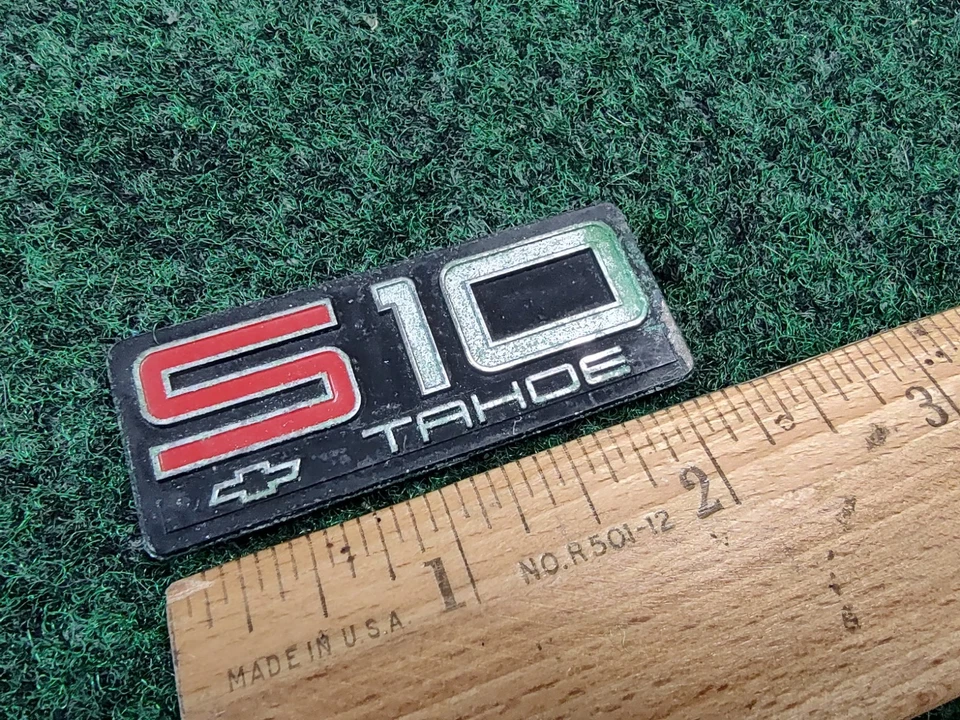 S10
TAHOE
1
2
3
NO. R501-12
MADE IN U.S.A.